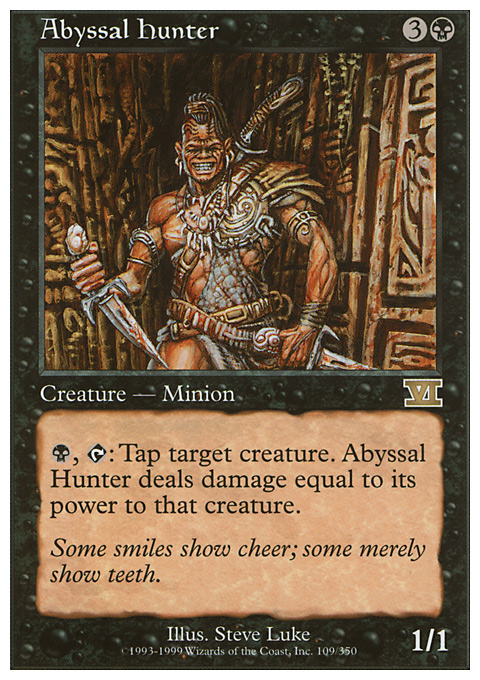 Abyssal Hunter 3
Creature — Minion VI
: Tap target creature. Abyssal
Hunter deals damage equal to its
power to that creature.
Some smiles show cheer; some merely
show teeth.
Illus. Steve Luke
©1993-1999 Wizards of the Coast, Inc. 109/350
1/1